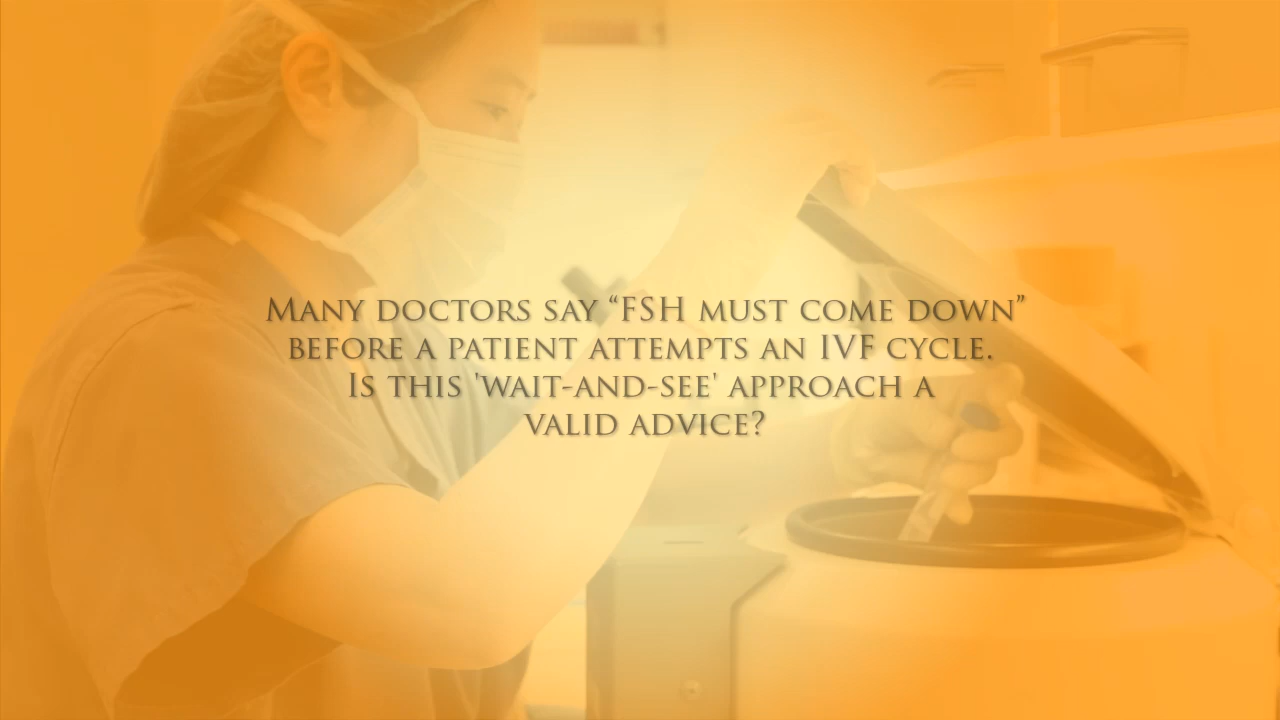 Many doctors say “FSH must come down”
before a patient attempts an IVF cycle.
Is this 'wait-and-see' approach a
valid advice?